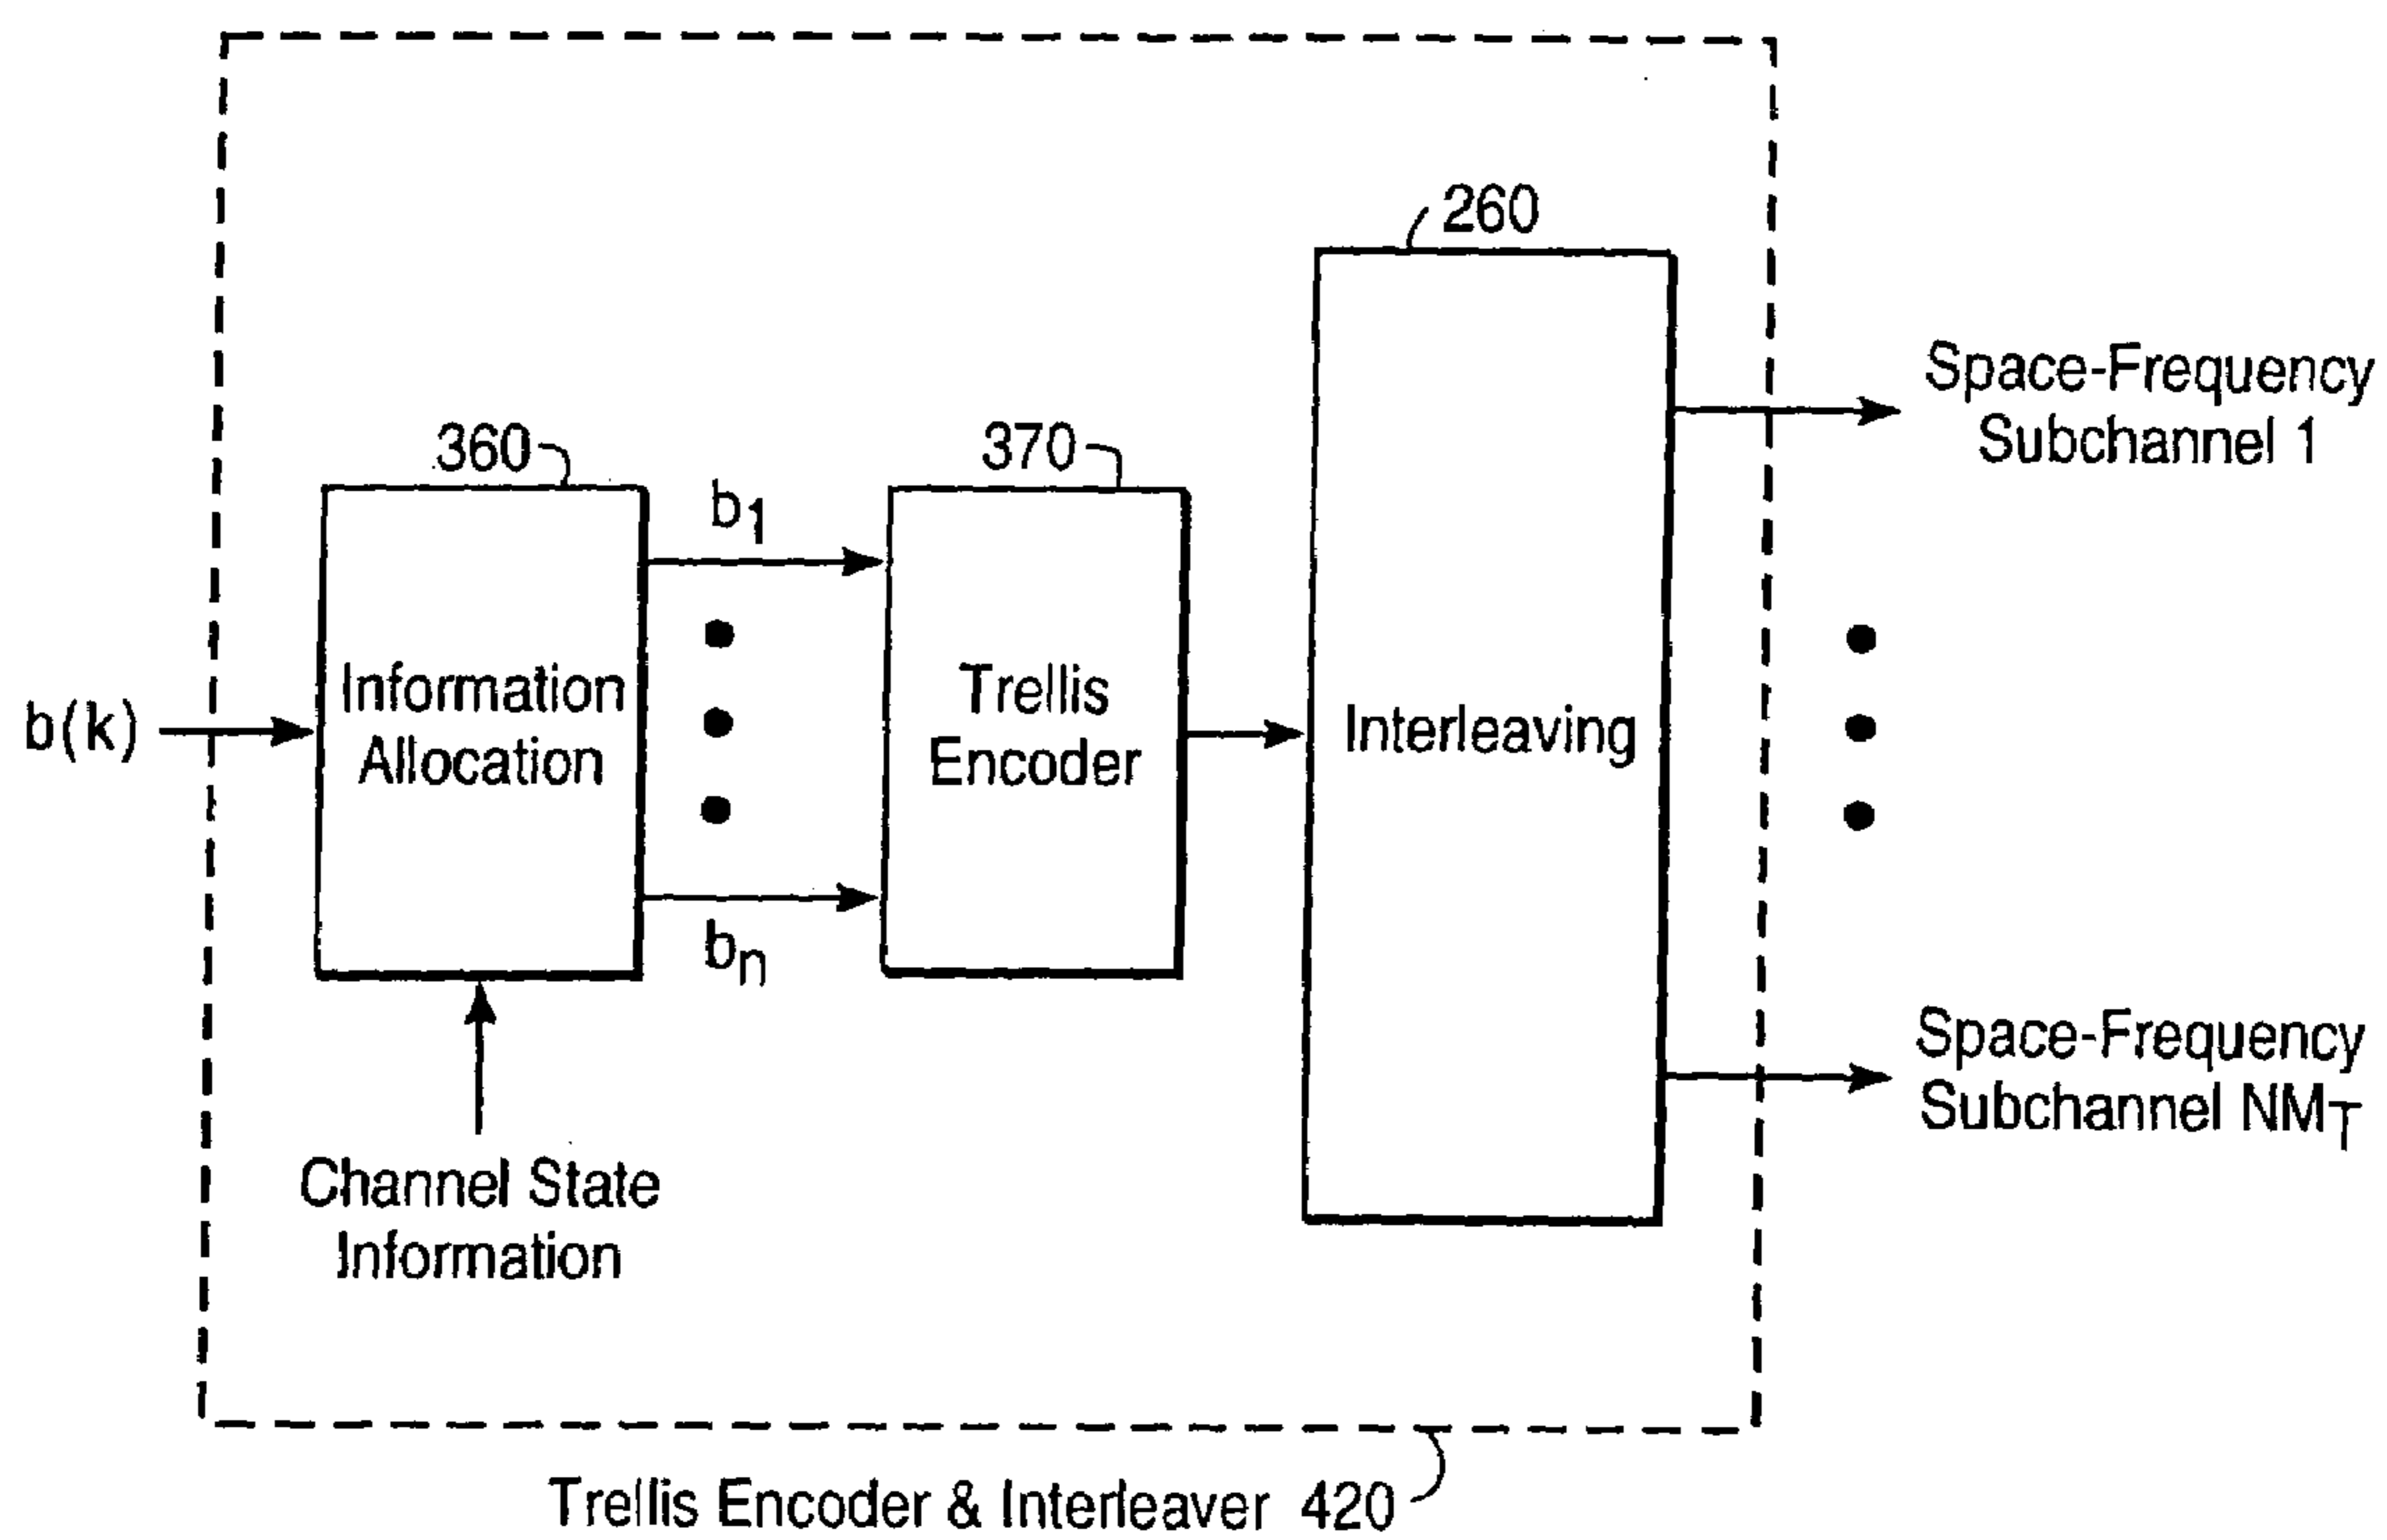 260
Space-Frequency
Subchannel 1
360
370
b1
Information
Allocation
Trellis
Encoder
Interleaving
b(k)
bn
Space-Frequency
Subchannel NMT
Channel State
Information
Trellis Encoder & Interleaver 420